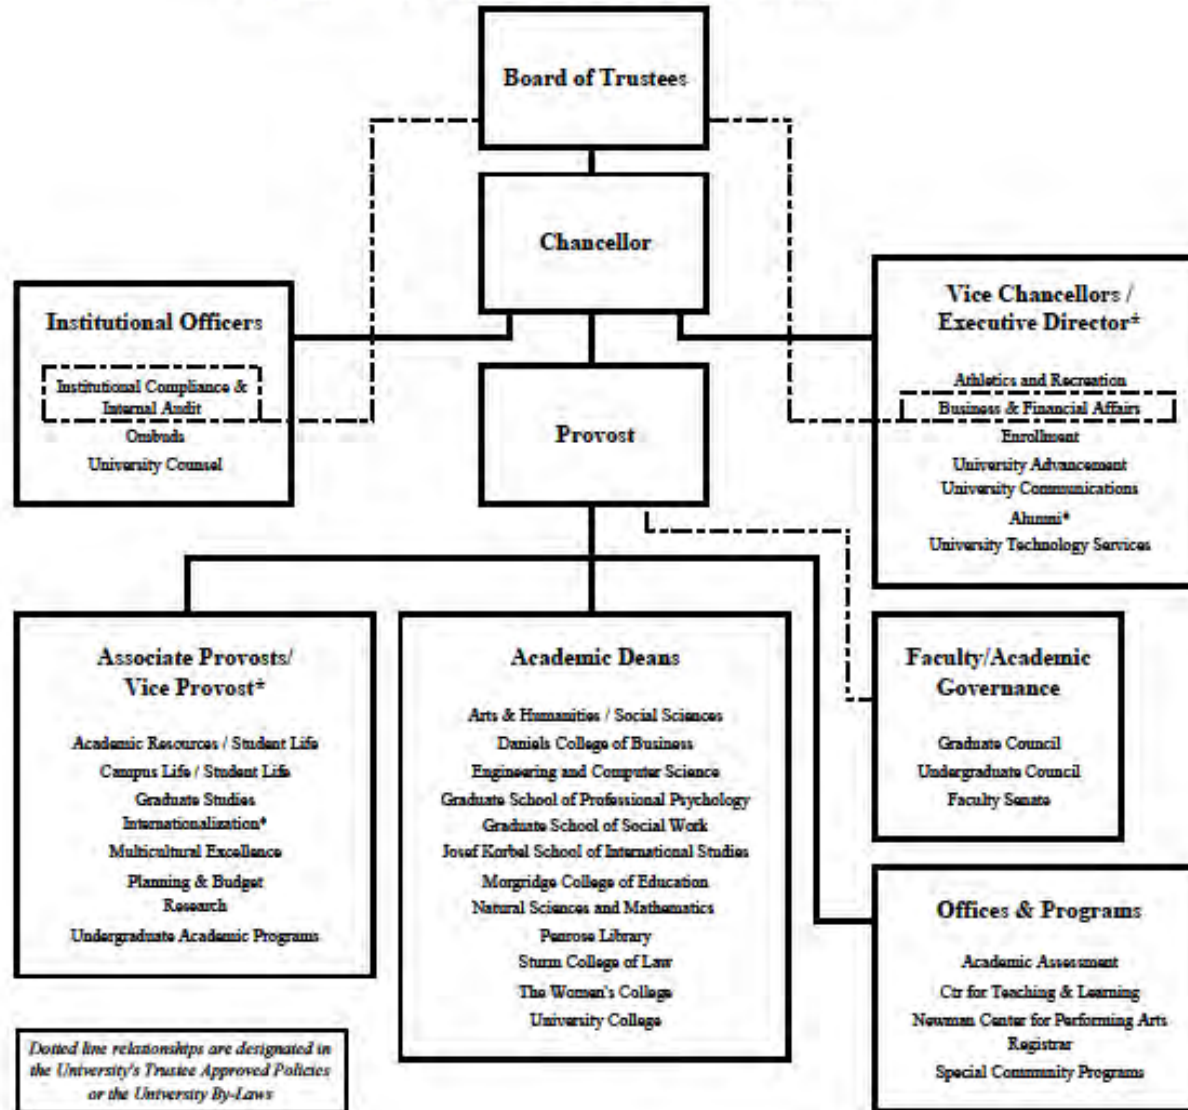 Board of Trustees
Chancellor
Institutional Officers
Institutional Compliance &
Internal Audit
Ombuds
University Counsel
Provost
Vice Chancellors /
Executive Director*
Athletics and Recreation
Business & Financial Affairs
Enrollment
University Advancement
University Communications
Alumni*
University Technology Services
Associate Provosts/
Vice Provost*
Academic Resources / Student Life
Campus Life / Student Life
Graduate Studies
Internationalization*
Multicultural Excellence
Planning & Budget
Research
Undergraduate Academic Programs
Academic Deans
Arts & Humanities / Social Sciences
Daniels College of Business
Engineering and Computer Science
Graduate School of Professional Psychology
Graduate School of Social Work
Josef Korbel School of International Studies
Morgridge College of Education
Natural Sciences and Mathematics
Penrose Library
Sturm College of Law
The Women's College
University College
Faculty/Academic
Governance
Graduate Council
Undergraduate Council
Faculty Senate
Offices & Programs
Academic Assessment
Ctr for Teaching & Learning
Newman Center for Performing Arts
Registrar
Special Community Programs
Dotted line relationships are designated in
the University's Trustee Approved Policies
or the University By-Laws